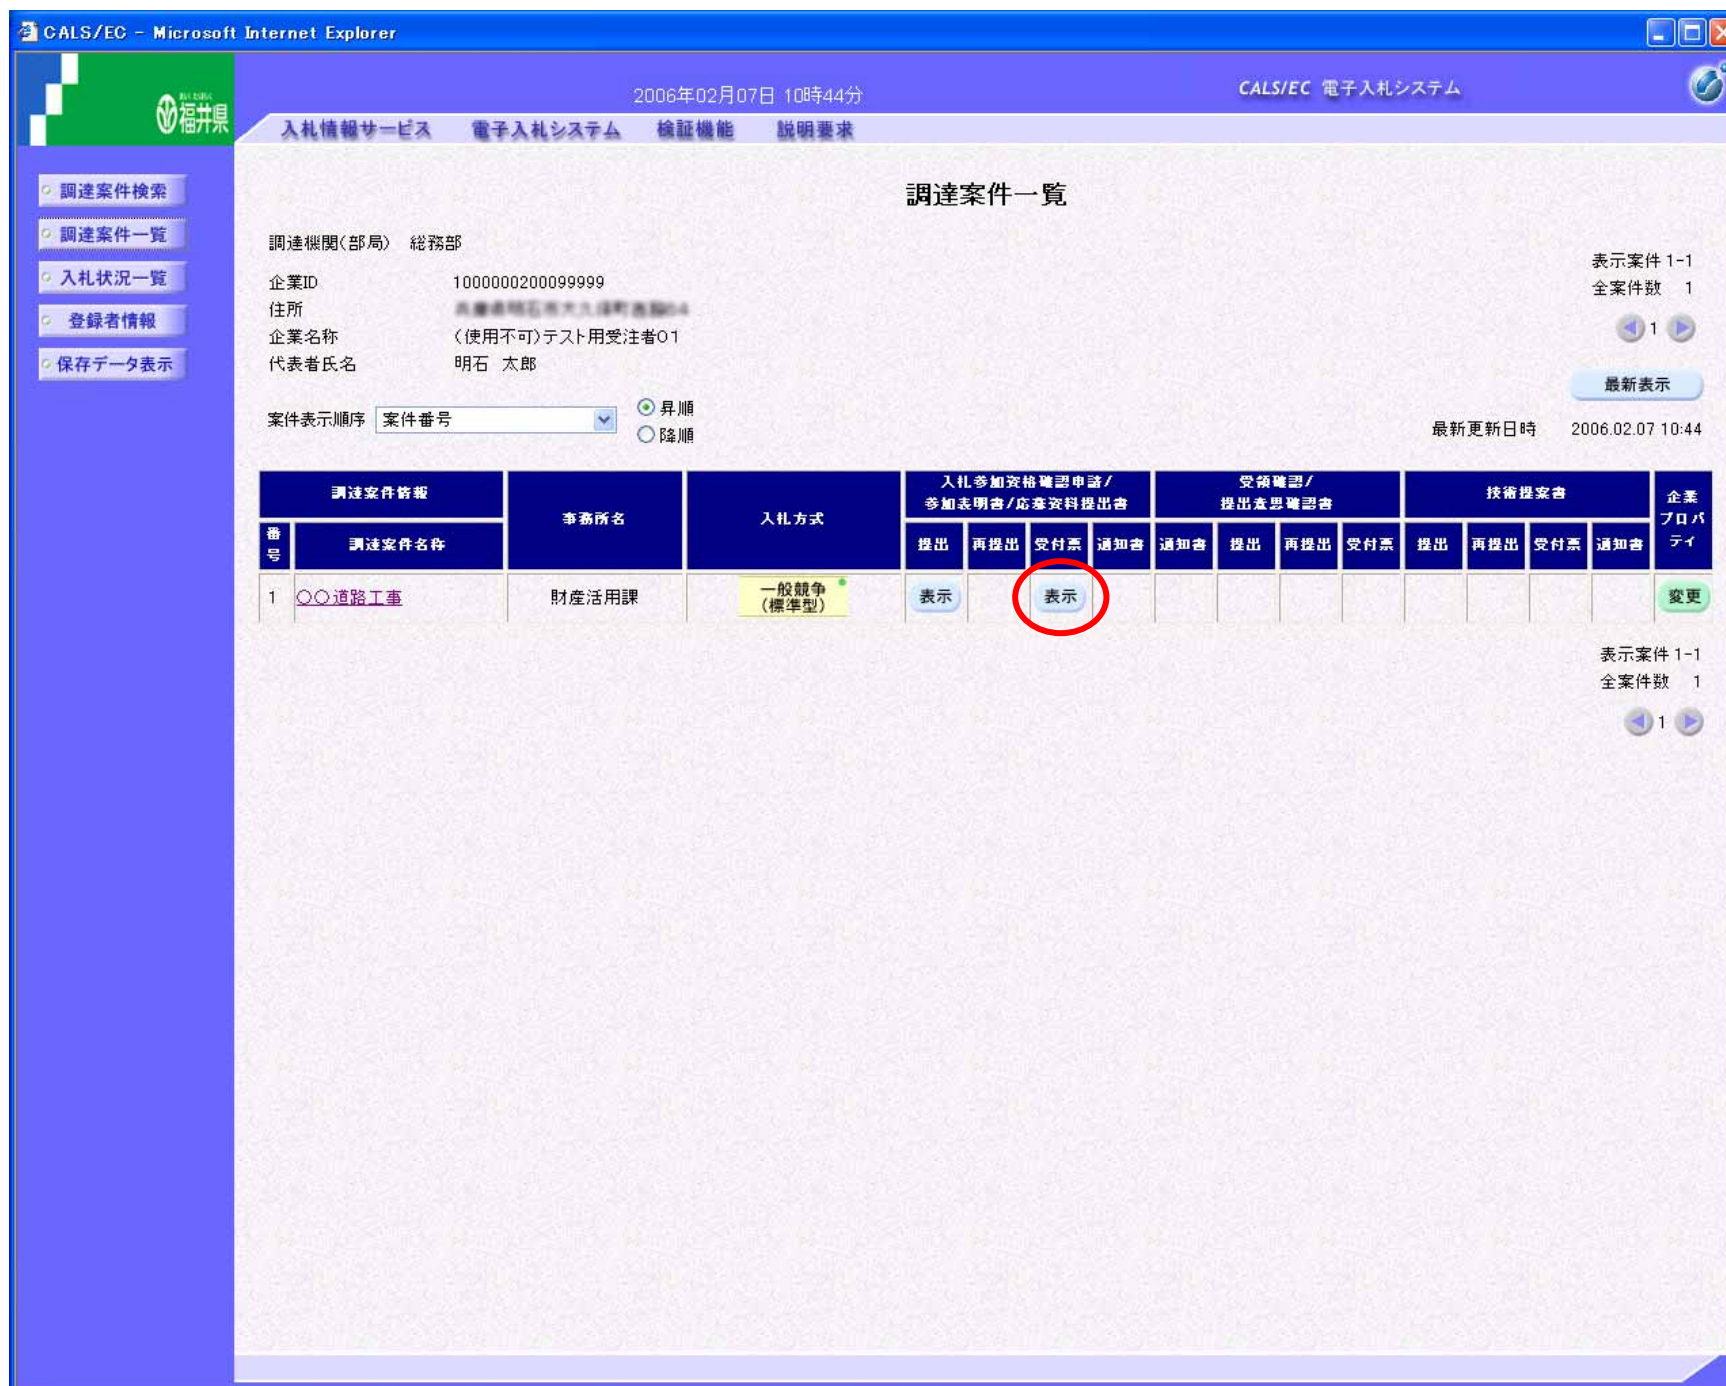 CALS/EC - Microsoft Internet Explorer
福井県
2006年02月07日 10時44分
CALS/EC 電子入札システム
入札情報サービス 電子入札システム 検証機能 説明要求
調達案件検索
調達案件一覧
入札状況一覧
登録者情報
保存データ表示
調達案件一覧
調達機関(部局) 総務部
企業ID 1000000200099999
住所
企業名称 (使用不可)テスト用受注者01
代表者氏名 明石 太郎
表示案件 1-1
全案件数 1
1
最新表示
案件表示順序 案件番号
昇順
降順
最新更新日時 2006.02.07 10:44
調達案件情報 事務所名 入札方式 入札参加資格確認申請/参加表明書/応募資料提出書 受領確認/提出意思確認書 技術提案書 企業プロパティ
番号 調達案件名称 提出 再提出 受付票 通知書 通知書 提出 再提出 受付票 提出 再提出 受付票 通知書
1 〇〇道路工事 財産活用課 一般競争(標準型) 表示 表示 変更
表示案件 1-1
全案件数 1
1